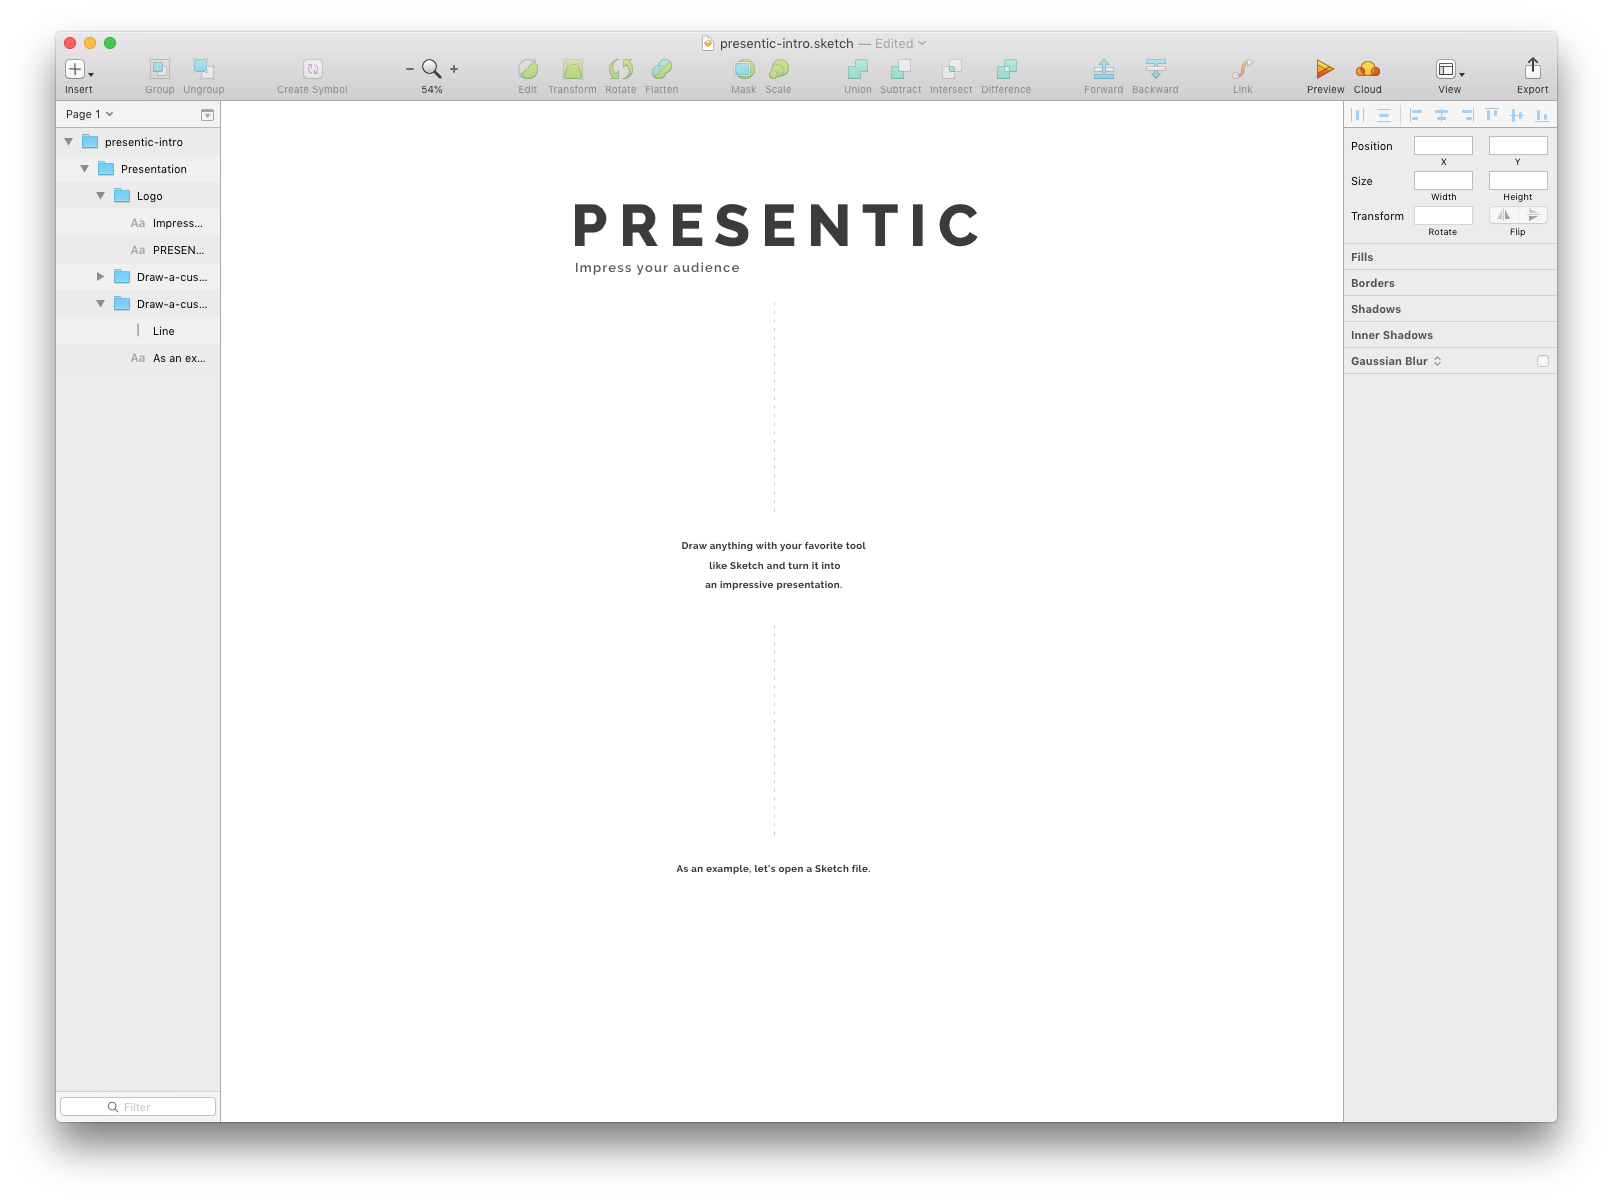 presentic-intro.sketch — Edited
Insert
Group
Ungroup
Create Symbol
54%
Edit
Transform
Rotate
Flatten
Mask
Scale
Union
Subtract
Intersect
Difference
Forward
Backward
Link
Preview
Cloud
View
Export
Page 1
presentic-intro
Presentation
Logo
Aa Impress...
Aa PRESEN...
Draw-a-cus...
Draw-a-cus...
Line
Aa As an ex...
Filter
PRESENTIC
Impress your audience
Draw anything with your favorite tool
like Sketch and turn it into
an impressive presentation.
As an example, let's open a Sketch file.
Position
X
Y
Size
Width
Height
Transform
Rotate
Flip
Fills
Borders
Shadows
Inner Shadows
Gaussian Blur